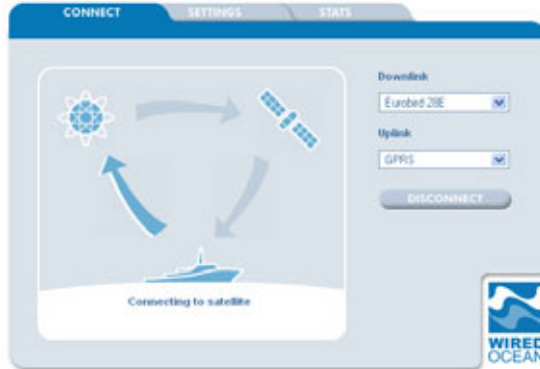 CONNECT
SETTINGS
STATS
Downlink
Eurobird 28E
Uplink
GPRS
DISCONNECT
Connecting to satellite
WIRED
OCEAN